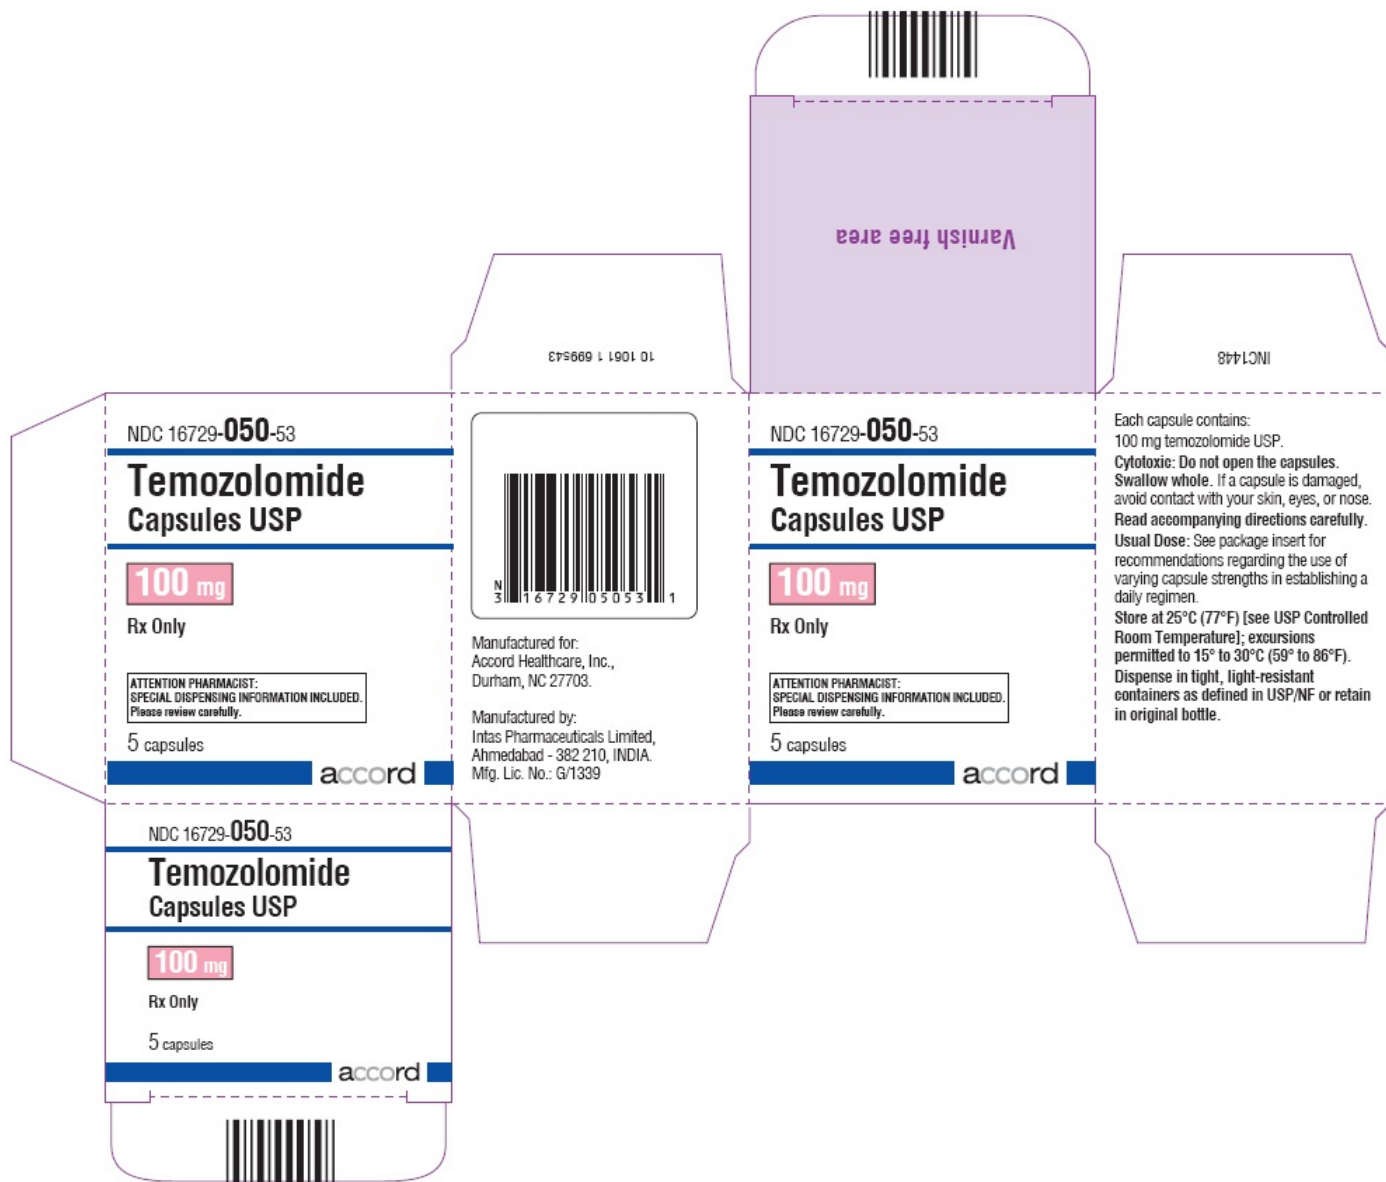 Varnish free area
10 1061 1 699543
INC1448
NDC 16729-050-53
Temozolomide
Capsules USP
100 mg
Rx Only
ATTENTION PHARMACIST:
SPECIAL DISPENSING INFORMATION INCLUDED.
Please review carefully.
5 capsules
accord
N
3 16729 05053 1
Manufactured for:
Accord Healthcare, Inc.,
Durham, NC 27703.
Manufactured by:
Intas Pharmaceuticals Limited,
Ahmedabad - 382 210, INDIA.
Mfg. Lic. No.: G/1339
NDC 16729-050-53
Temozolomide
Capsules USP
100 mg
Rx Only
ATTENTION PHARMACIST:
SPECIAL DISPENSING INFORMATION INCLUDED.
Please review carefully.
5 capsules
accord
Each capsule contains:
100 mg temozolomide USP.
Cytotoxic: Do not open the capsules.
Swallow whole. If a capsule is damaged,
avoid contact with your skin, eyes, or nose.
Read accompanying directions carefully.
Usual Dose: See package insert for
recommendations regarding the use of
varying capsule strengths in establishing a
daily regimen.
Store at 25°C (77°F) [see USP Controlled
Room Temperature]; excursions
permitted to 15° to 30°C (59° to 86°F).
Dispense in tight, light-resistant
containers as defined in USP/NF or retain
in original bottle.
NDC 16729-050-53
Temozolomide
Capsules USP
100 mg
Rx Only
5 capsules
accord